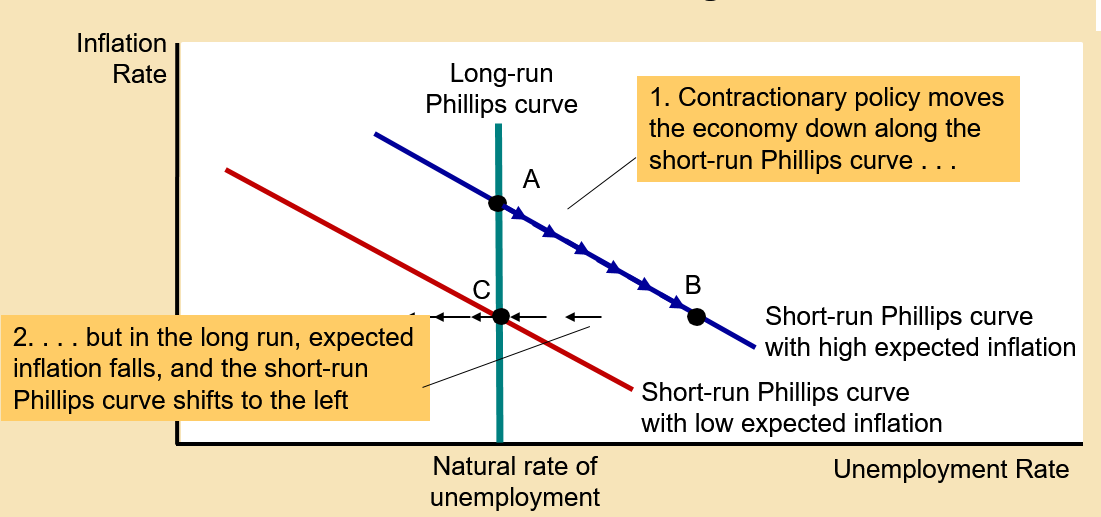 Inflation
Rate
Long-run
Phillips curve
1. Contractionary policy moves
the economy down along the
short-run Phillips curve . . .
A
B
C
Short-run Phillips curve
with high expected inflation
2. . . . but in the long run, expected
inflation falls, and the short-run
Phillips curve shifts to the left
Short-run Phillips curve
with low expected inflation
Natural rate of
unemployment
Unemployment Rate